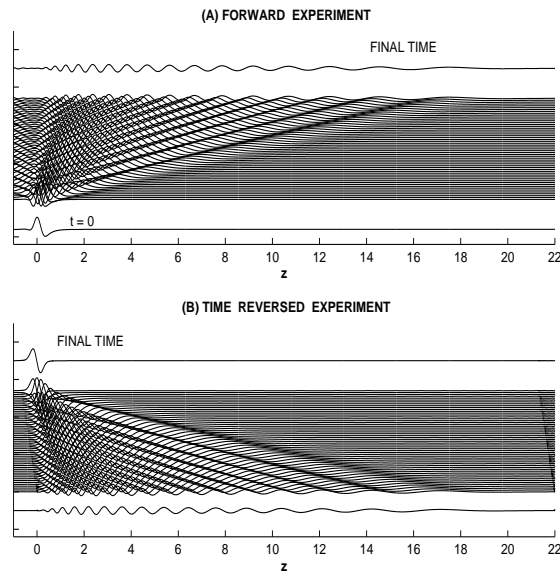 (A) FORWARD EXPERIMENT
FINAL TIME
t = 0
0 2 4 6 8 10 12 14 16 18 20 22
z
(B) TIME REVERSED EXPERIMENT
FINAL TIME
0 2 4 6 8 10 12 14 16 18 20 22
z